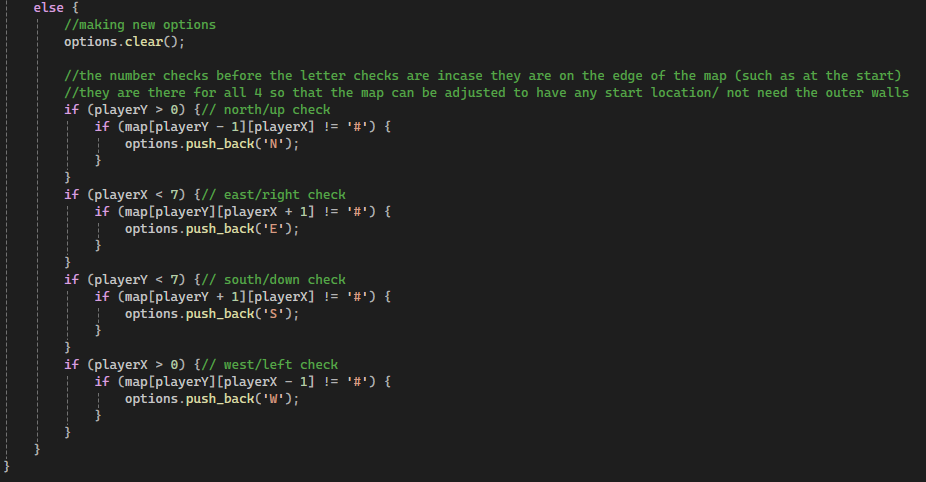 else {
//making new options
options.clear();
//the number checks before the letter checks are incase they are on the edge of the map (such as at the start)
//they are there for all 4 so that the map can be adjusted to have any start location/ not need the outer walls
if (playerY > 0) {// north/up check
if (map[playerY - 1][playerX] != '#') {
options.push_back('N');
}
}
if (playerX < 7) {// east/right check
if (map[playerY][playerX + 1] != '#') {
options.push_back('E');
}
}
if (playerY < 7) {// south/down check
if (map[playerY + 1][playerX] != '#') {
options.push_back('S');
}
}
if (playerX > 0) {// west/left check
if (map[playerY][playerX - 1] != '#') {
options.push_back('W');
}
}
}
}